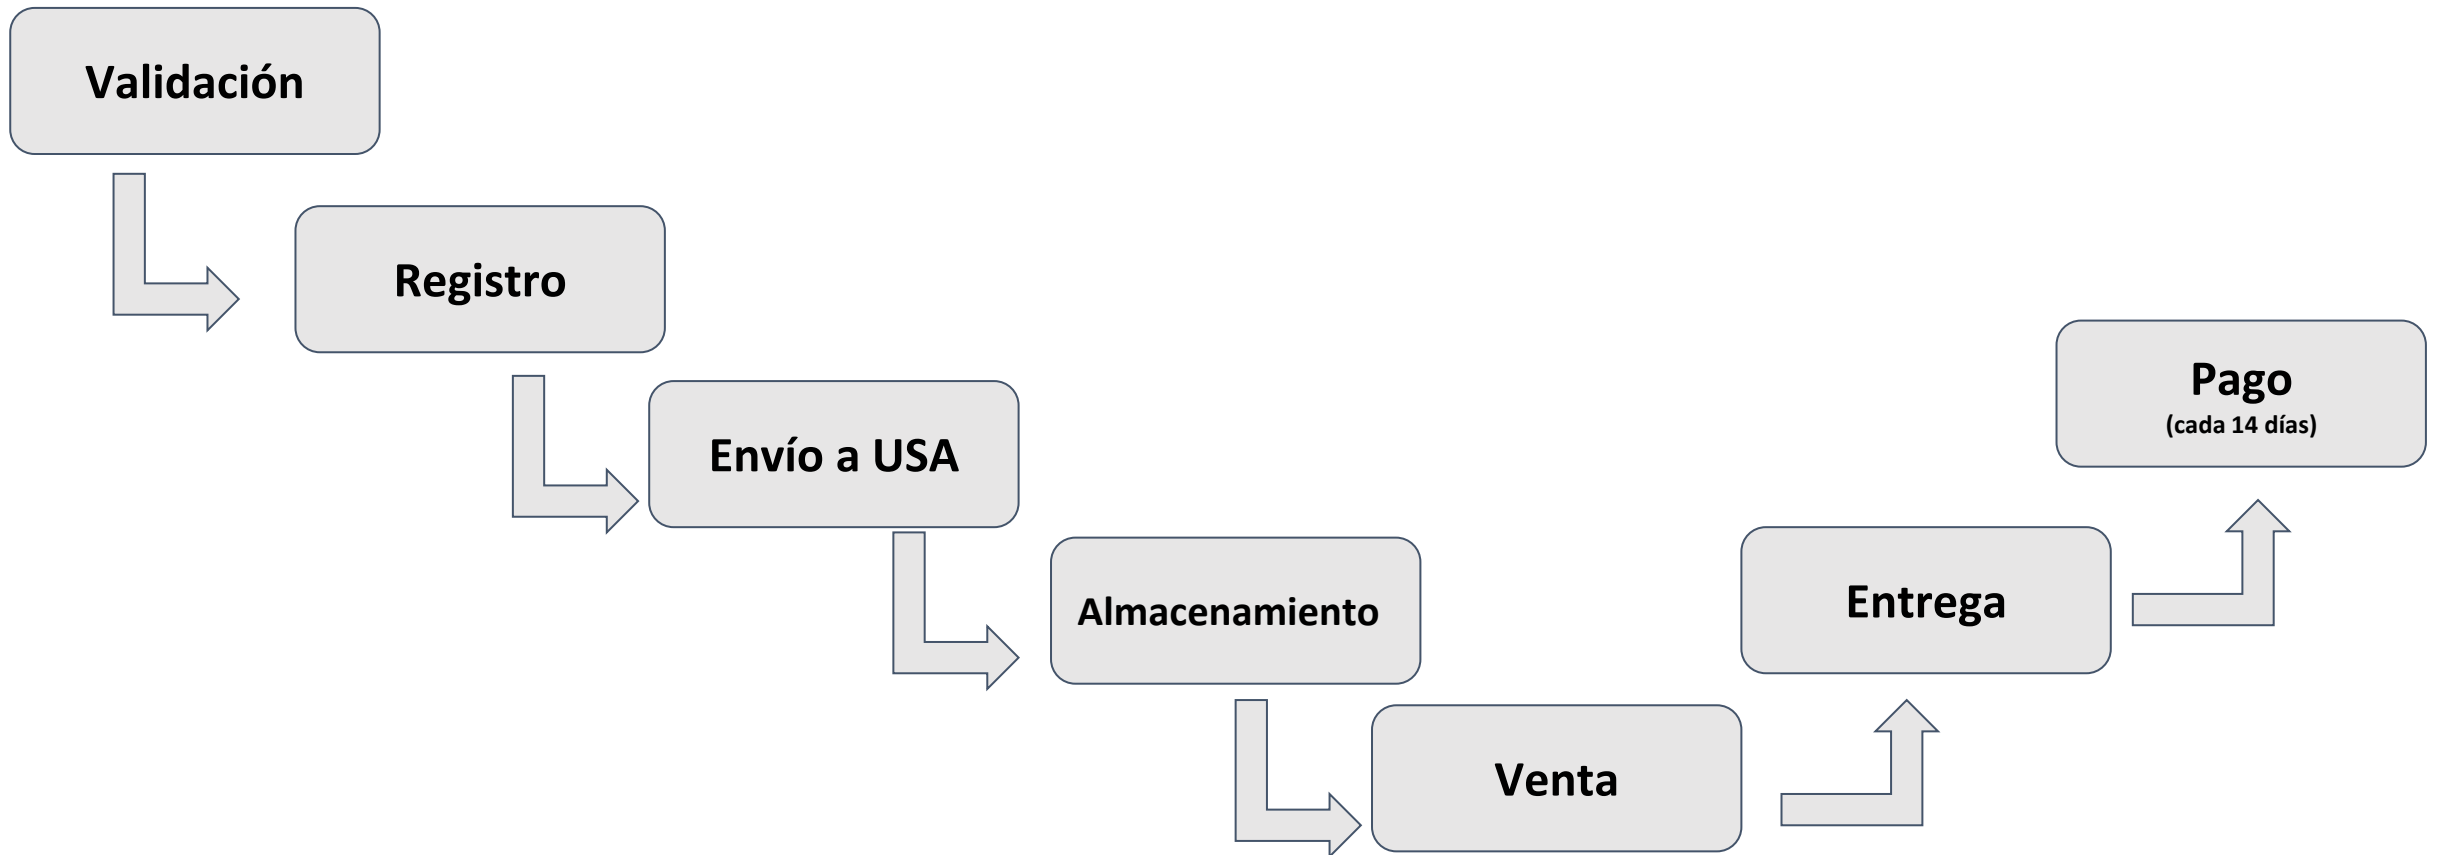 Validación
Registro
Envío a USA
Almacenamiento
Venta
Entrega
Pago
(cada 14 días)